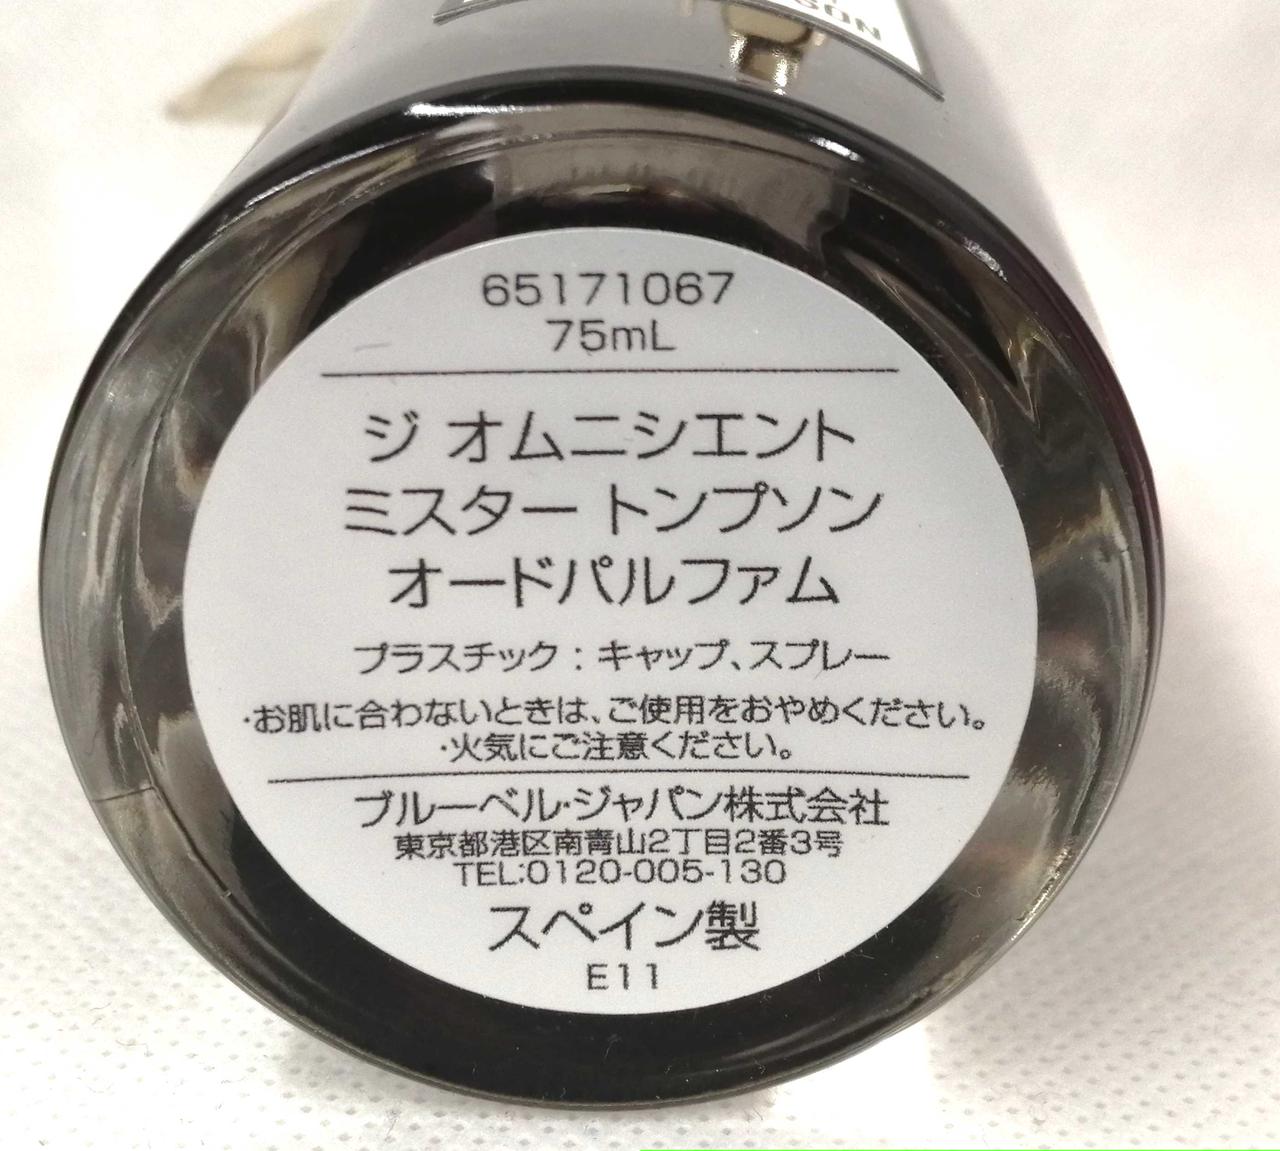 SON
65171067
75mL
ジ オムニシエント
ミスター トンプソン
オードパルファム
プラスチック : キャップ、スプレー
・お肌に合わないときは、ご使用をおやめください。
・火気にご注意ください。
ブルーベル・ジャパン株式会社
東京都港区南青山2丁目2番3号
TEL:0120-005-130
スペイン製
E11